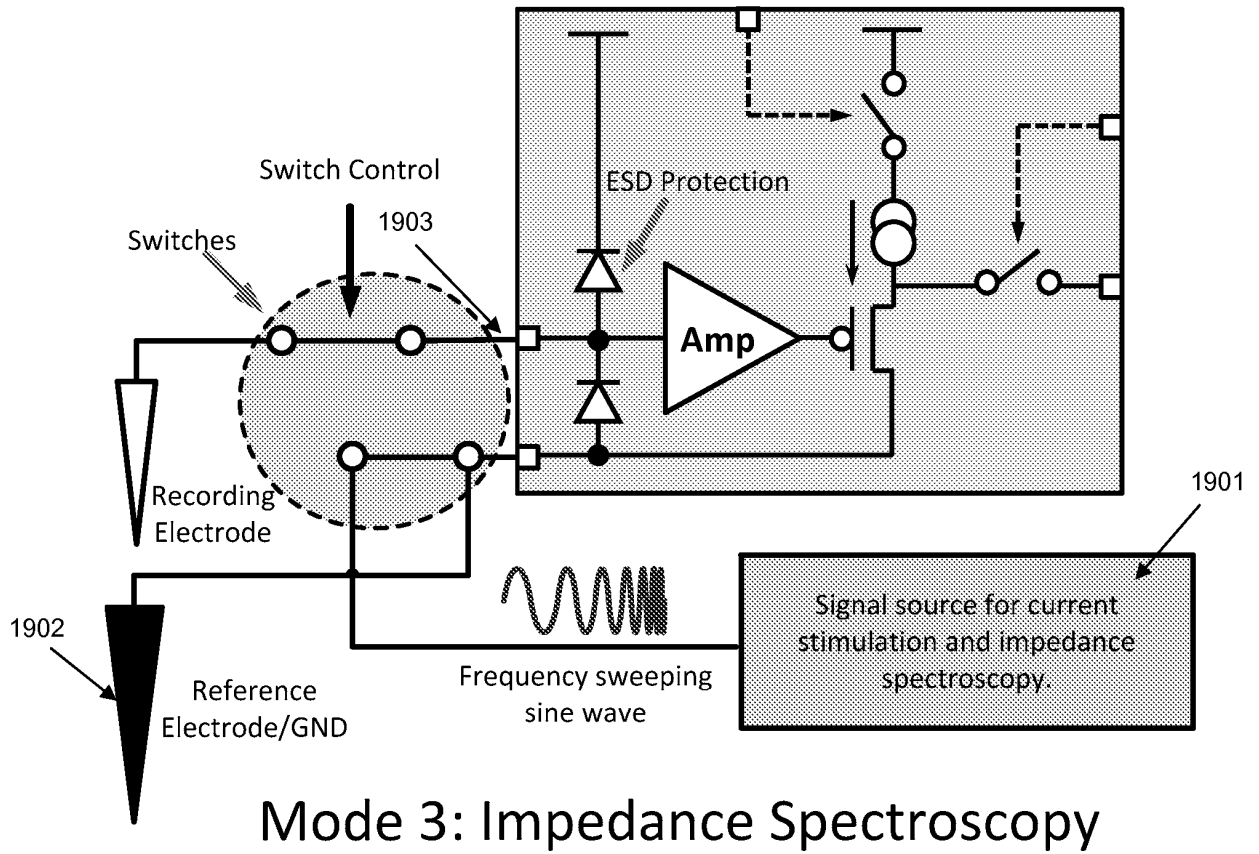 Switch Control
ESD Protection
1903
Switches
Amp
Recording
Electrode
1901
Signal source for current
stimulation and impedance
spectroscopy.
1902
Frequency sweeping
sine wave
Reference
Electrode/GND
Mode 3: Impedance Spectroscopy